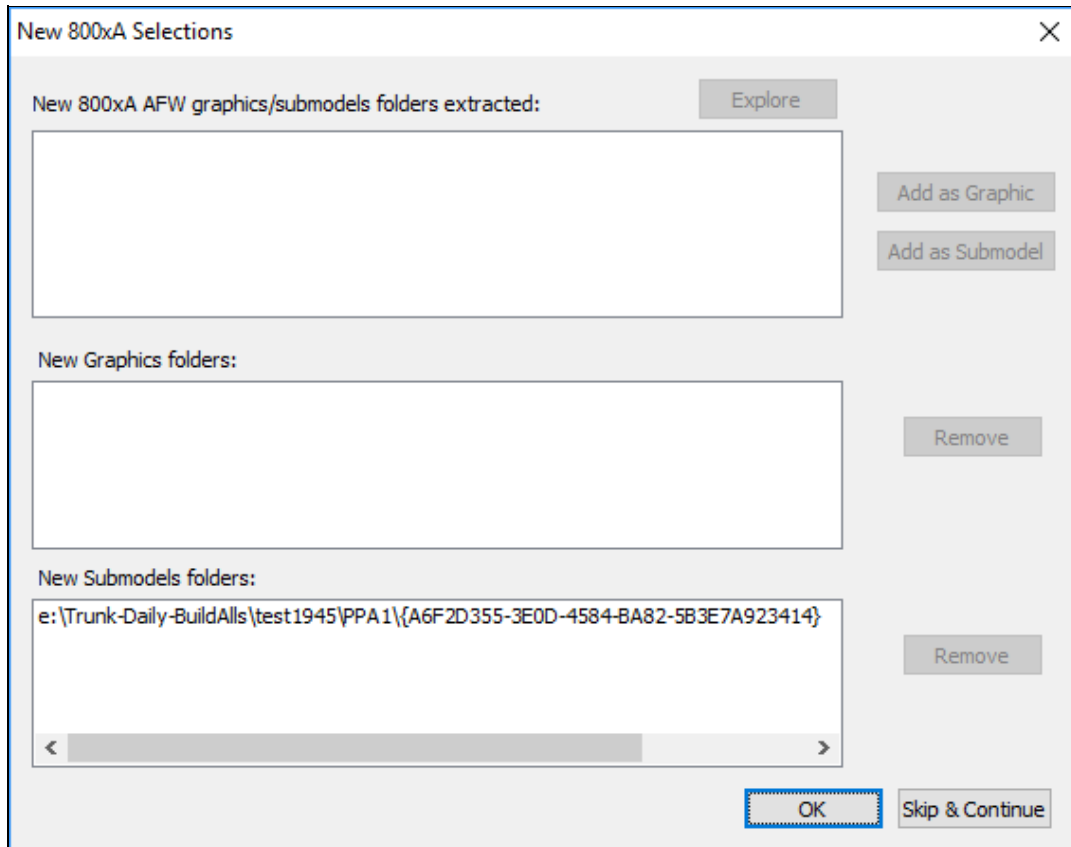 New 800xA Selections
New 800xA AFW graphics/submodels folders extracted:
Explore
Add as Graphic
Add as Submodel
New Graphics folders:
Remove
New Submodels folders:
e:\Trunk-Daily-BuildAlls\test1945\PPA1\{A6F2D355-3E0D-4584-BA82-5B3E7A923414}
Remove
OK
Skip & Continue